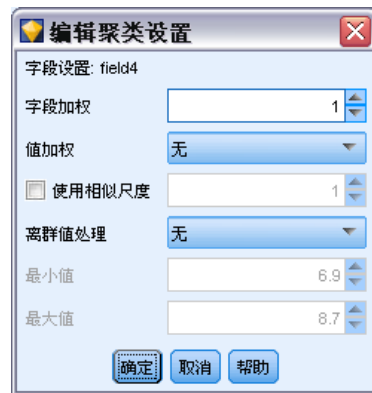 编辑聚类设置
字段设置: field4
字段加权 1
值加权 无
使用相似尺度 1
离群值处理 无
最小值 6.9
最大值 8.7
确定 取消 帮助